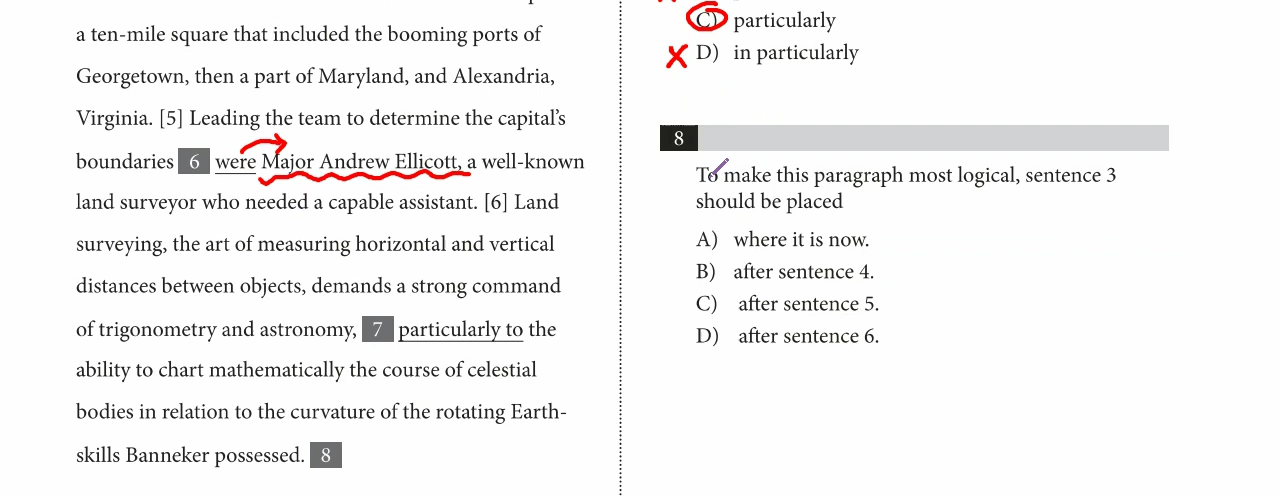 a ten-mile square that included the booming ports of
Georgetown, then a part of Maryland, and Alexandria,
Virginia. [5] Leading the team to determine the capital's
boundaries 6 were Major Andrew Ellicott, a well-known
land surveyor who needed a capable assistant. [6] Land
surveying, the art of measuring horizontal and vertical
distances between objects, demands a strong command
of trigonometry and astronomy, 7 particularly to the
ability to chart mathematically the course of celestial
bodies in relation to the curvature of the rotating Earth-
skills Banneker possessed. 8
C) particularly
D) in particularly
8
To make this paragraph most logical, sentence 3
should be placed
A) where it is now.
B) after sentence 4.
C) after sentence 5.
D) after sentence 6.